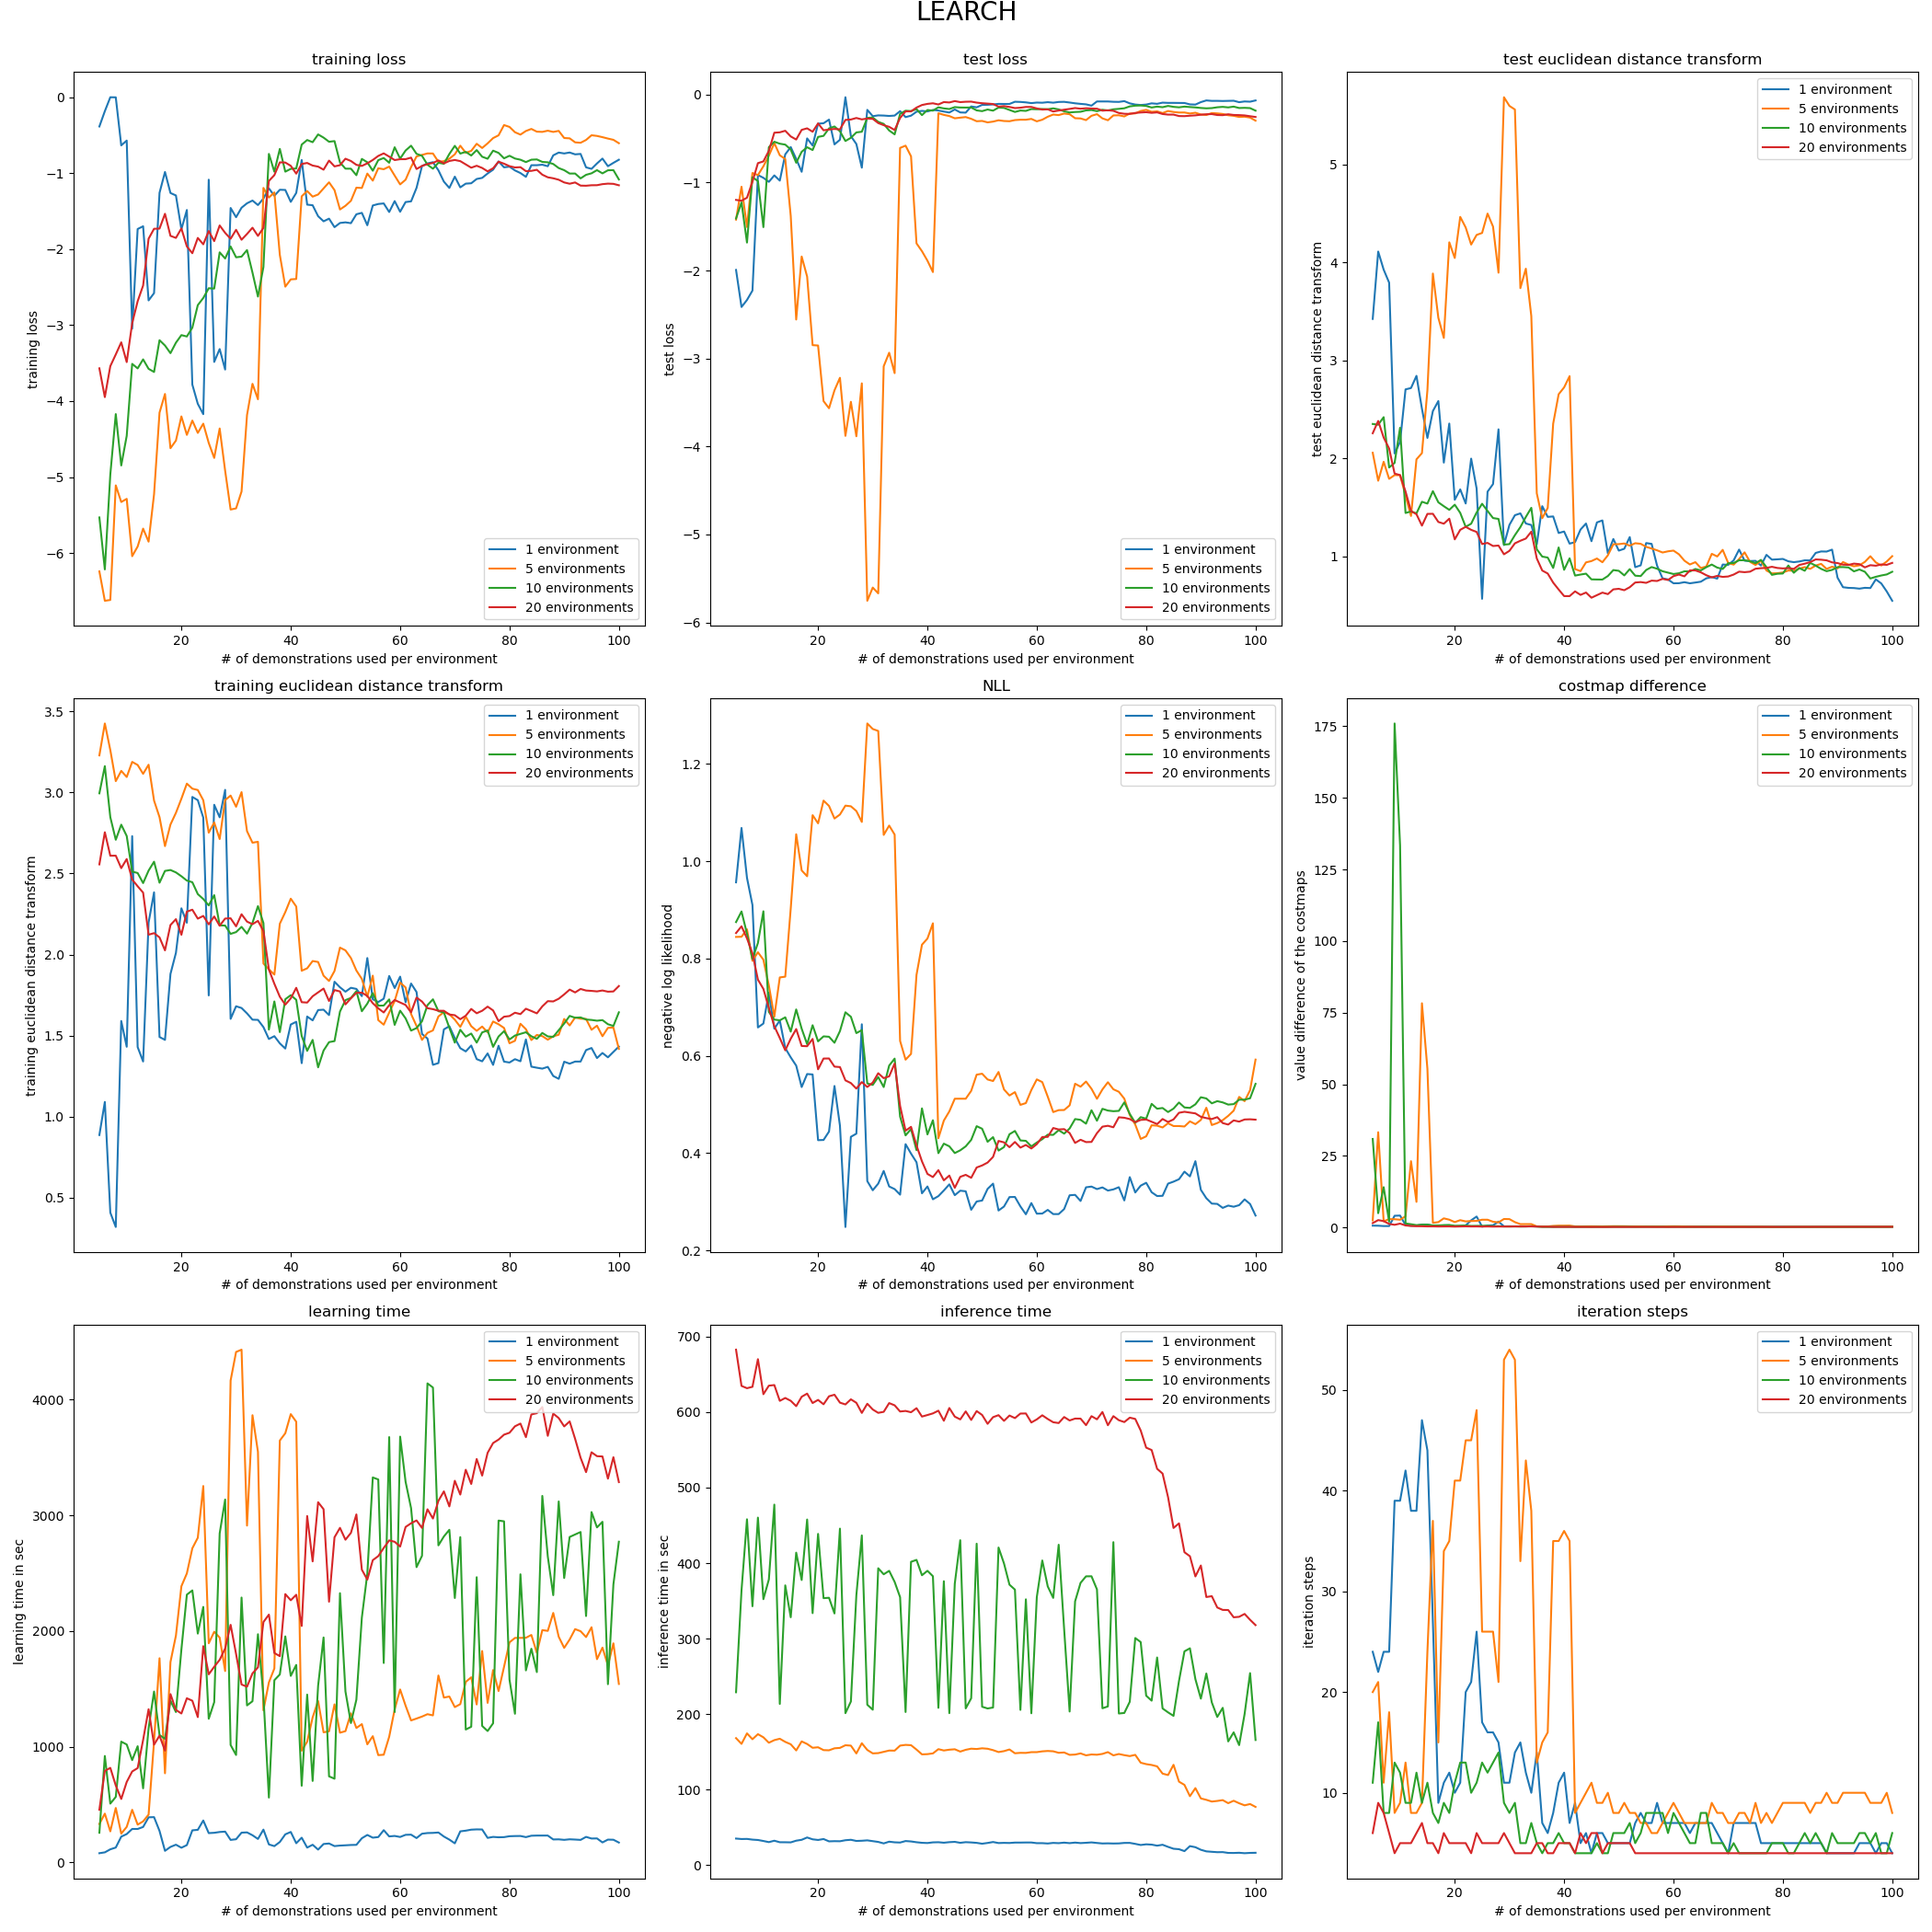 LEARCH
training loss
test loss
test euclidean distance transform
training loss
0
−1
−2
−3
−4
−5
−6
1 environment
5 environments
10 environments
20 environments
20 40 60 80 100
# of demonstrations used per environment
test loss
0
−1
−2
−3
−4
−5
−6
1 environment
5 environments
10 environments
20 environments
20 40 60 80 100
# of demonstrations used per environment
test euclidean distance transform
5
4
3
2
1
1 environment
5 environments
10 environments
20 environments
20 40 60 80 100
# of demonstrations used per environment
training euclidean distance transform
NLL
costmap difference
training euclidean distance transform
3.5
3.0
2.5
2.0
1.5
1.0
0.5
1 environment
5 environments
10 environments
20 environments
20 40 60 80 100
# of demonstrations used per environment
negative log likelihood
1.2
1.0
0.8
0.6
0.4
0.2
1 environment
5 environments
10 environments
20 environments
20 40 60 80 100
# of demonstrations used per environment
value difference of the costmaps
175
150
125
100
75
50
25
0
1 environment
5 environments
10 environments
20 environments
20 40 60 80 100
# of demonstrations used per environment
learning time
inference time
iteration steps
learning time in sec
4000
3000
2000
1000
0
1 environment
5 environments
10 environments
20 environments
20 40 60 80 100
# of demonstrations used per environment
inference time in sec
700
600
500
400
300
200
100
0
1 environment
5 environments
10 environments
20 environments
20 40 60 80 100
# of demonstrations used per environment
iteration steps
50
40
30
20
10
1 environment
5 environments
10 environments
20 environments
20 40 60 80 100
# of demonstrations used per environment